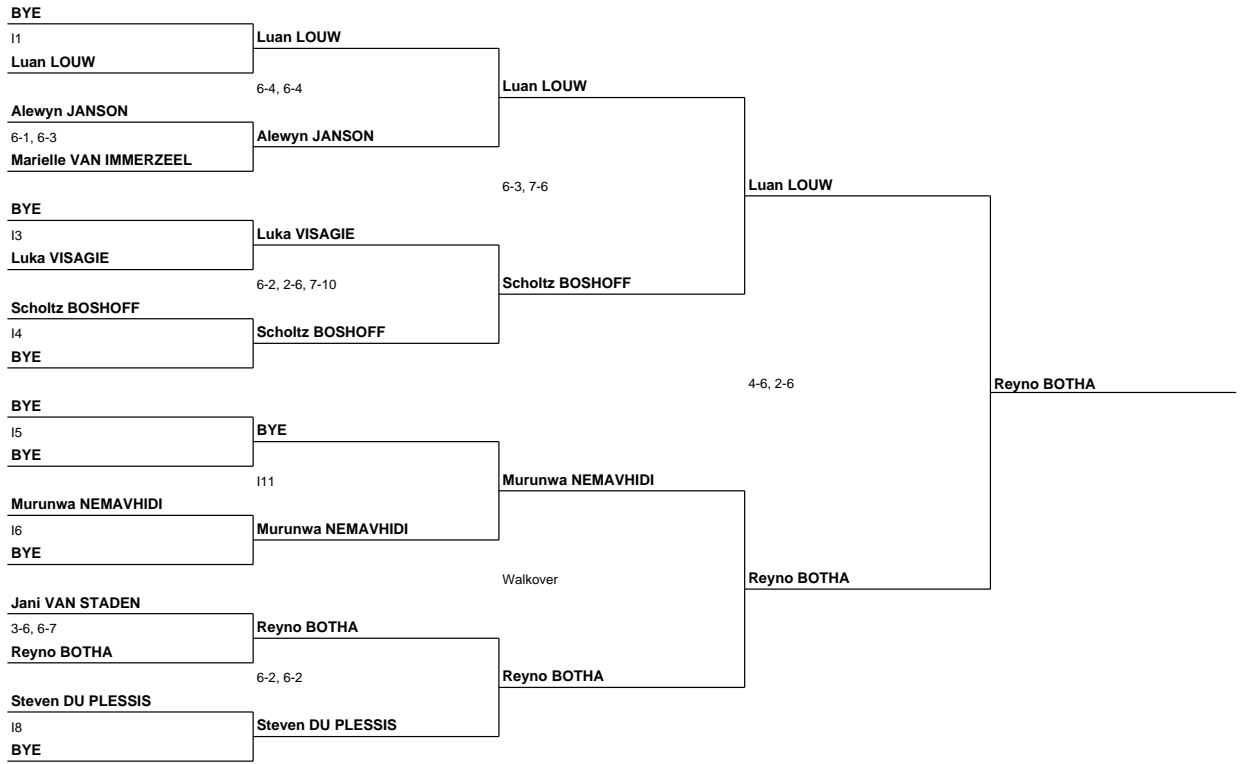 BYE
I1
Luan LOUW
Luan LOUW
6-4, 6-4
Luan LOUW
Alewyn JANSON
6-1, 6-3
Alewyn JANSON
Marielle VAN IMMERZEEL
6-3, 7-6
Luan LOUW
BYE
I3
Luka VISAGIE
Luka VISAGIE
6-2, 2-6, 7-10
Scholtz BOSHOFF
Scholtz BOSHOFF
I4
Scholtz BOSHOFF
BYE
4-6, 2-6
Reyno BOTHA
BYE
I5
BYE
BYE
I11
Murunwa NEMAVHIDI
Murunwa NEMAVHIDI
I6
Murunwa NEMAVHIDI
BYE
Walkover
Reyno BOTHA
Jani VAN STADEN
3-6, 6-7
Reyno BOTHA
Reyno BOTHA
6-2, 6-2
Reyno BOTHA
Steven DU PLESSIS
I8
Steven DU PLESSIS
BYE